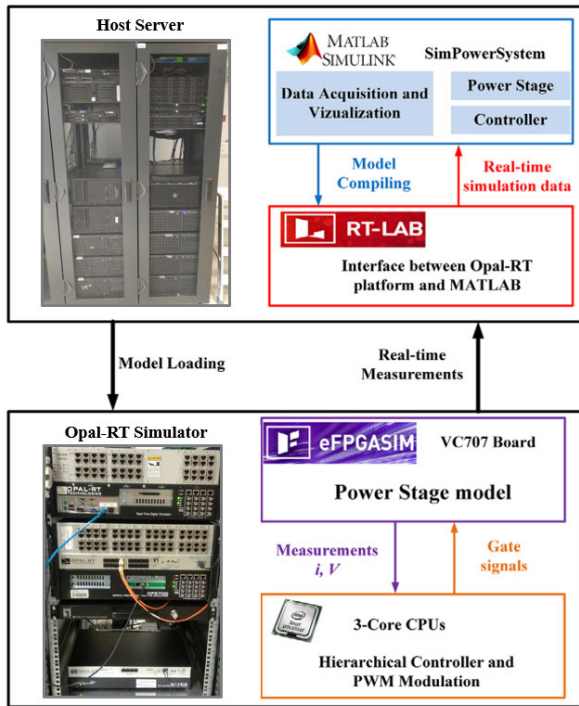 Host Server
MATLAB
SIMULINK
SimPowerSystem
Data Acquisition and
Vizualization
Power Stage
Controller
Model
Compiling
Real-time
simulation data
RT-LAB
Interface between Opal-RT
platform and MATLAB
Model Loading
Real-time
Measurements
Opal-RT Simulator
OPAL-RT
eFPGASIM
VC707 Board
Power Stage model
Measurements
i, V
Gate
signals
3-Core CPUs
Hierarchical Controller and
PWM Modulation